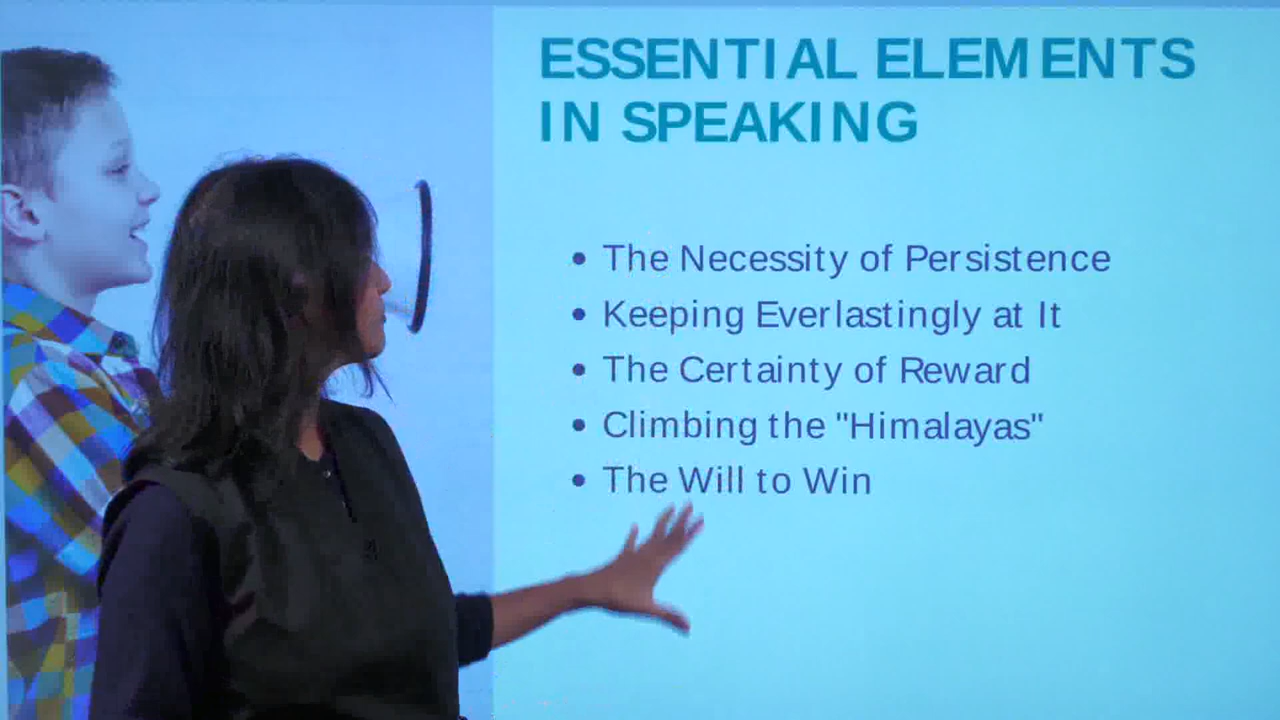 ESSENTIAL ELEMENTS
IN SPEAKING
• The Necessity of Persistence
• Keeping Everlastingly at It
• The Certainty of Reward
• Climbing the "Himalayas"
• The Will to Win